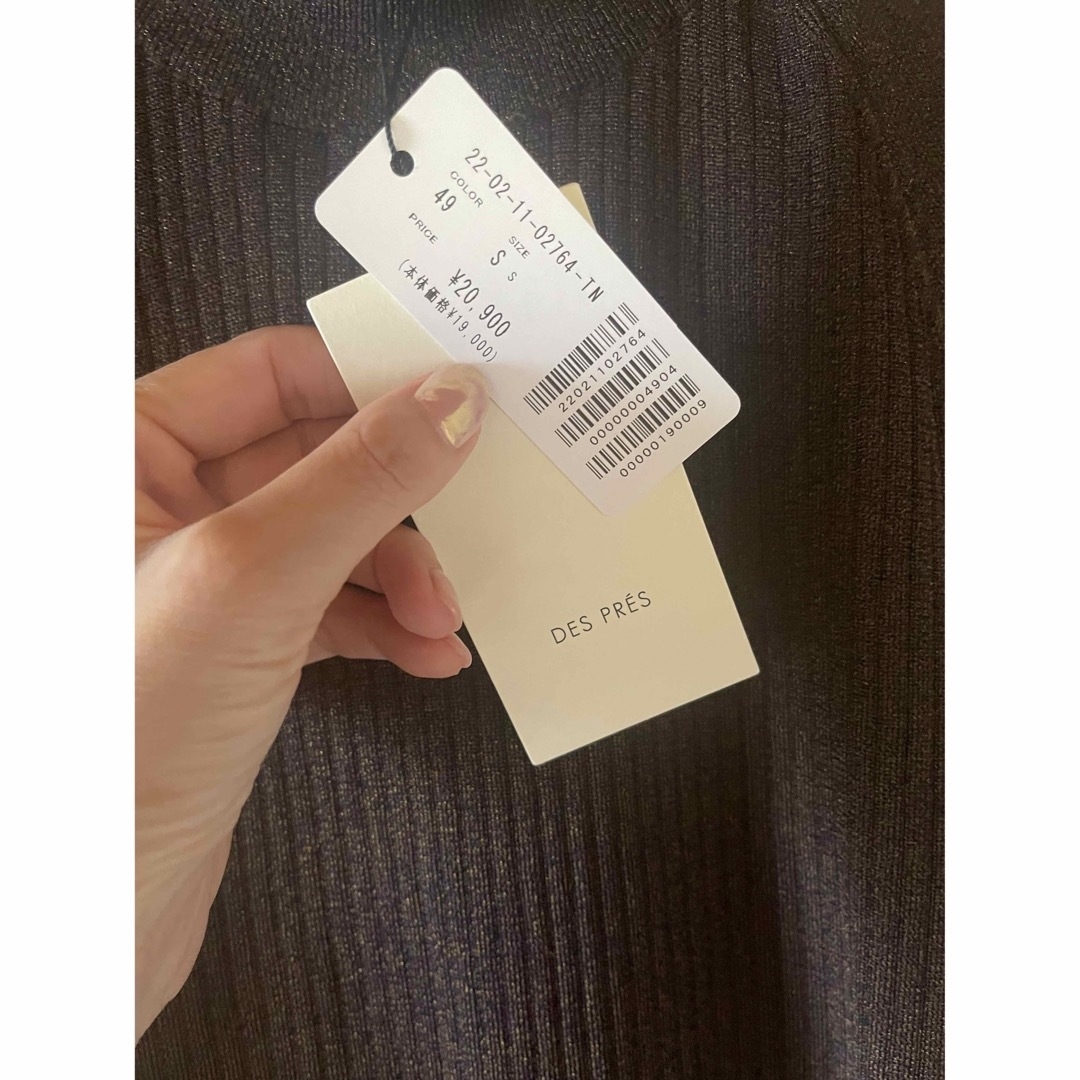 22-02-11-02764-TN
COLOR
SIZE
49
S S
PRICE
¥20,900
(本体価格¥19,000)
22021102764
00000004904
00000190009
DES PRÉS